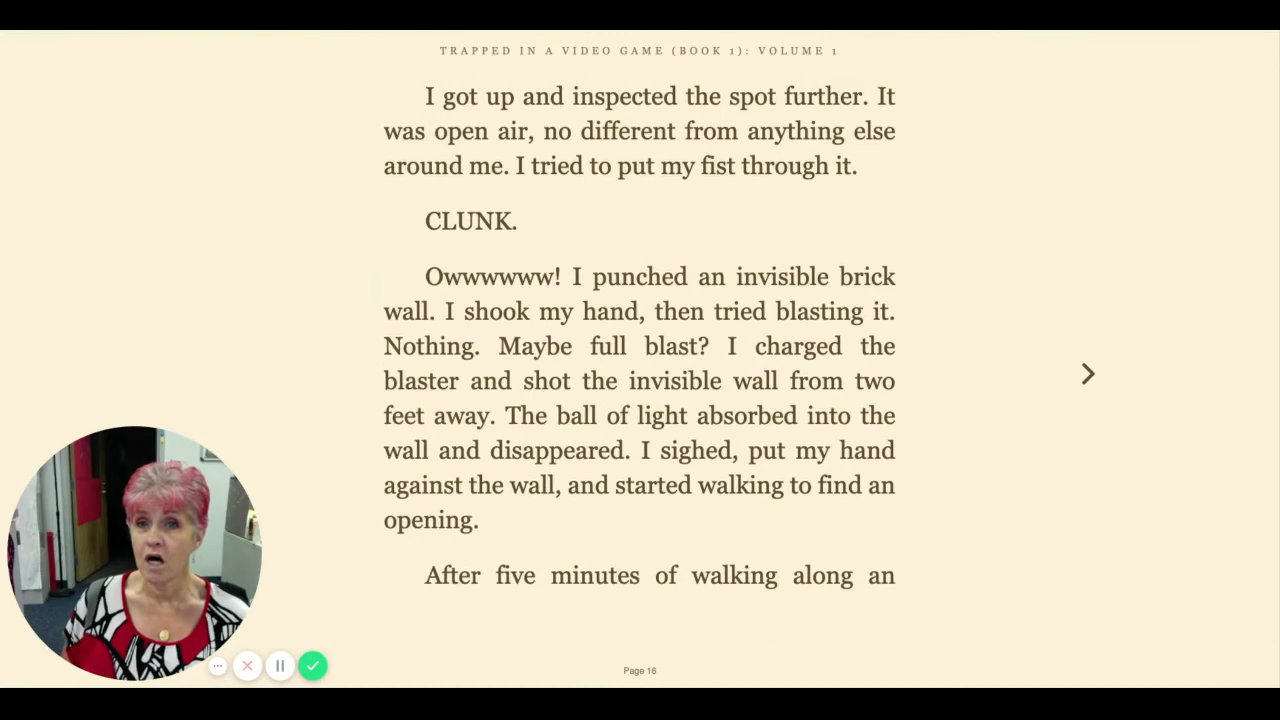 TRAPPED IN A VIDEO GAME (BOOK 1): VOLUME 1
I got up and inspected the spot further. It
was open air, no different from anything else
around me. I tried to put my fist through it.
CLUNK.
Owwwwww! I punched an invisible brick
wall. I shook my hand, then tried blasting it.
Nothing. Maybe full blast? I charged the
blaster and shot the invisible wall from two
feet away. The ball of light absorbed into the
wall and disappeared. I sighed, put my hand
against the wall, and started walking to find an
opening.
After five minutes of walking along an
Page 16